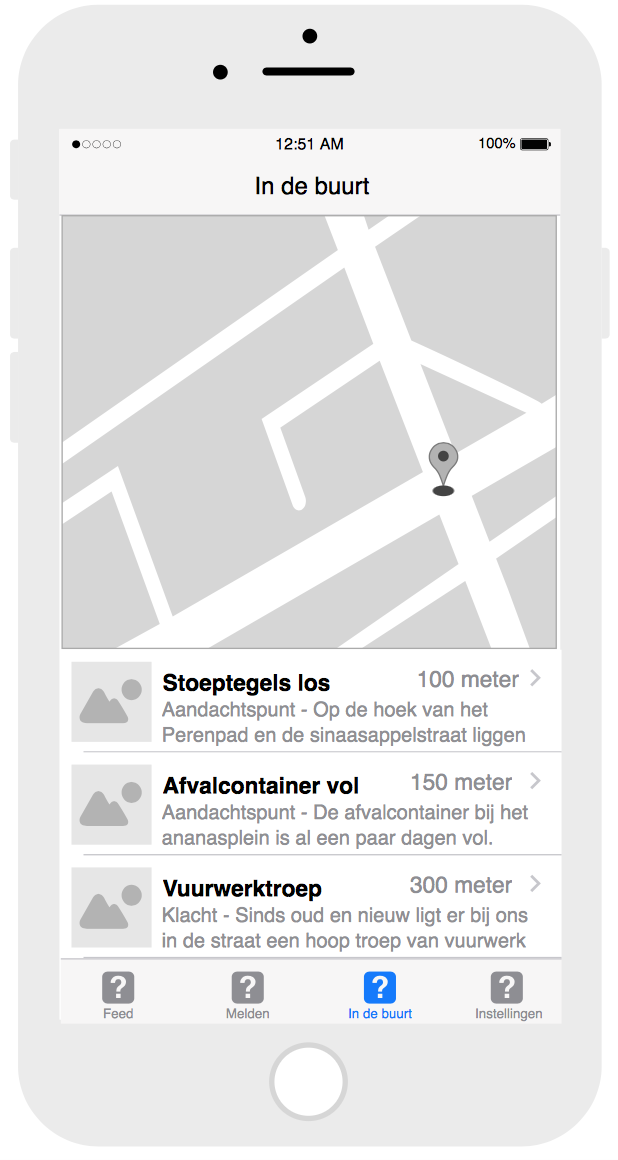 12:51 AM 100%
In de buurt
Stoeptegels los 100 meter
Aandachtspunt - Op de hoek van het
Perenpad en de sinaasappelstraat liggen
Afvalcontainer vol 150 meter
Aandachtspunt - De afvalcontainer bij het
ananasplein is al een paar dagen vol.
Vuurwerktroep 300 meter
Klacht - Sinds oud en nieuw ligt er bij ons
in de straat een hoop troep van vuurwerk
? ? ? ?
Feed Melden In de buurt Instellingen